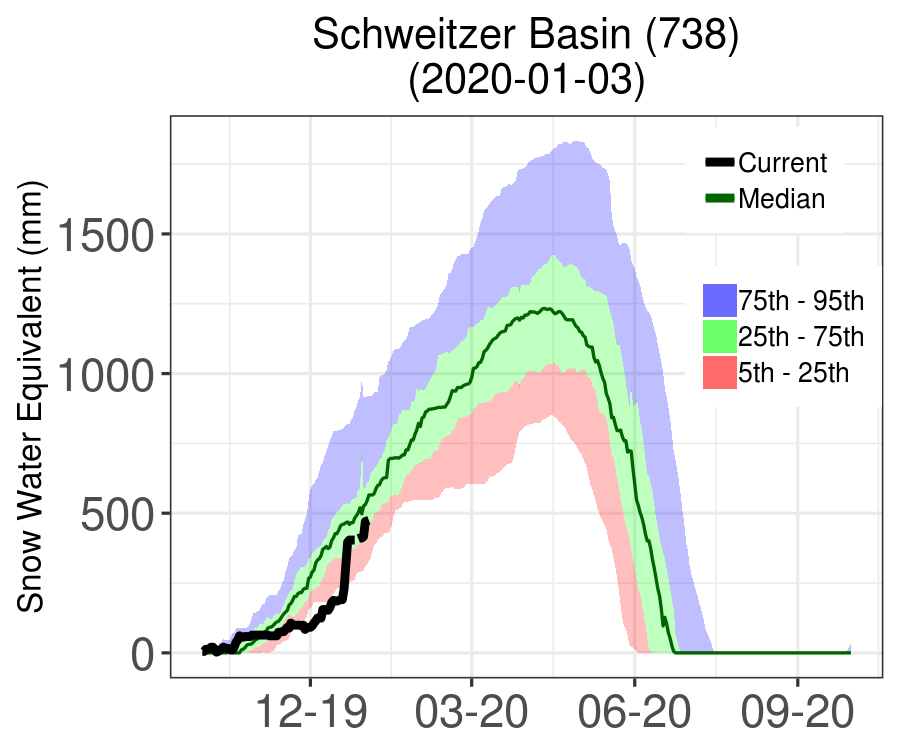 Schweitzer Basin (738)
(2020-01-03)
Snow Water Equivalent (mm)
1500
1000
500
0
Current
Median
75th - 95th
25th - 75th
5th - 25th
12-19 03-20 06-20 09-20